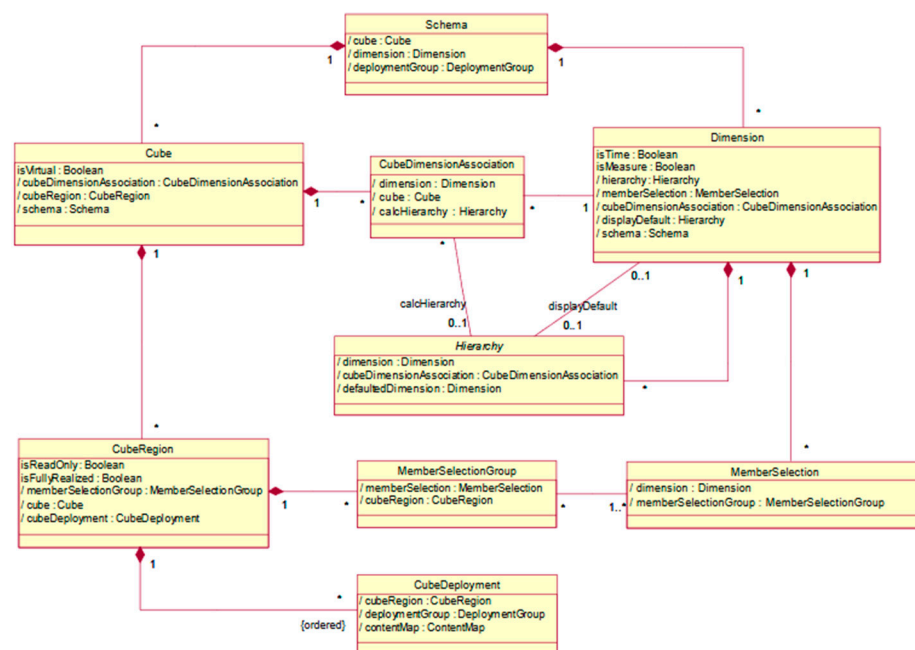 Schema
/ cube : Cube
/ dimension : Dimension
/ deploymentGroup : DeploymentGroup
1
1
*
*
Cube
isVirtual : Boolean
/ cubeDimensionAssociation : CubeDimensionAssociation
/ cubeRegion : CubeRegion
/ schema : Schema
1
*
CubeDimensionAssociation
/ dimension : Dimension
/ cube : Cube
/ calcHierarchy : Hierarchy
*
1
Dimension
isTime : Boolean
isMeasure : Boolean
/ hierarchy : Hierarchy
/ memberSelection : MemberSelection
/ cubeDimensionAssociation : CubeDimensionAssociation
/ displayDefault : Hierarchy
/ schema : Schema
1
*
0..1
1
1
calcHierarchy
displayDefault
0..1
0..1
Hierarchy
/ dimension : Dimension
/ cubeDimensionAssociation : CubeDimensionAssociation
/ defaultedDimension : Dimension
*
*
*
CubeRegion
isReadOnly : Boolean
isFullyRealized : Boolean
/ memberSelectionGroup : MemberSelectionGroup
/ cube : Cube
/ cubeDeployment : CubeDeployment
1
*
MemberSelectionGroup
/ memberSelection : MemberSelection
/ cubeRegion : CubeRegion
*
1..*
MemberSelection
/ dimension : Dimension
/ memberSelectionGroup : MemberSelectionGroup
1
*
{ordered}
CubeDeployment
/ cubeRegion : CubeRegion
/ deploymentGroup : DeploymentGroup
/ contentMap : ContentMap